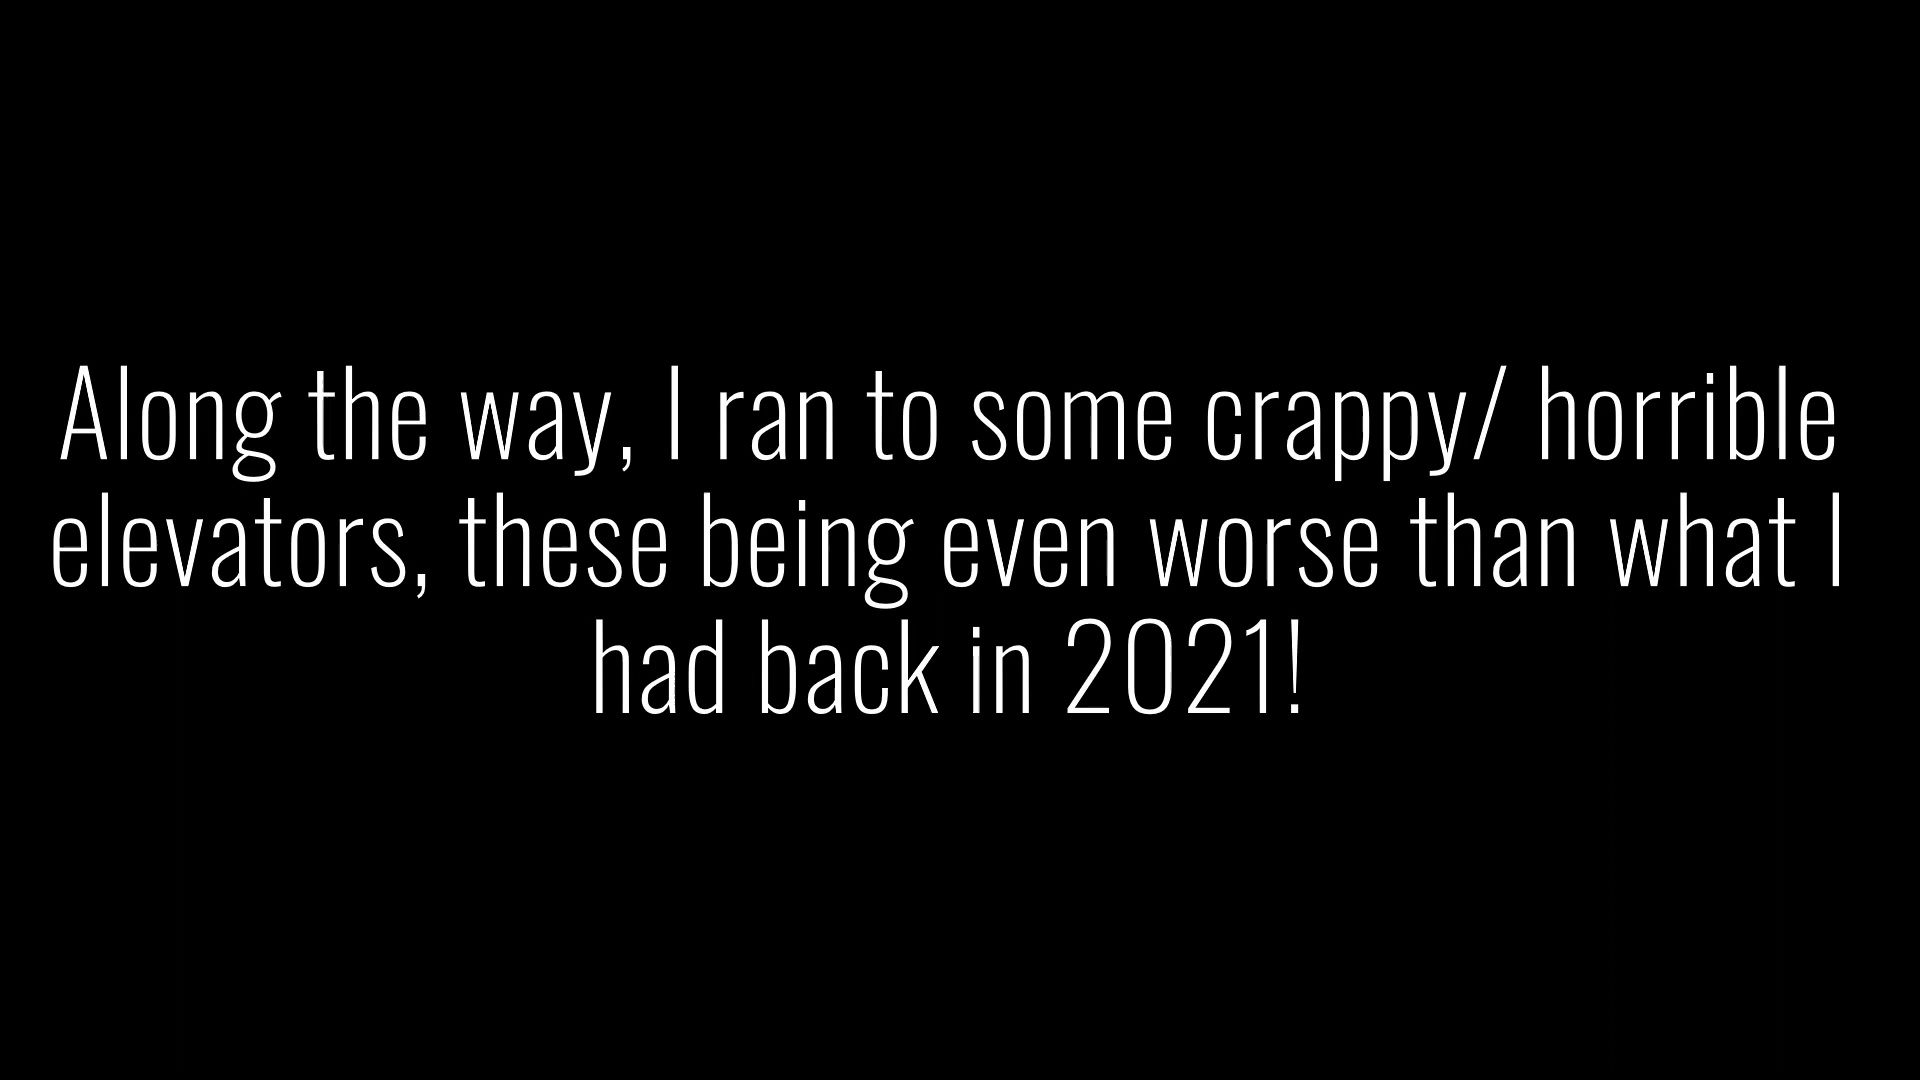 Along the way, I ran to some crappy/ horrible
elevators, these being even worse than what I
had back in 2021!